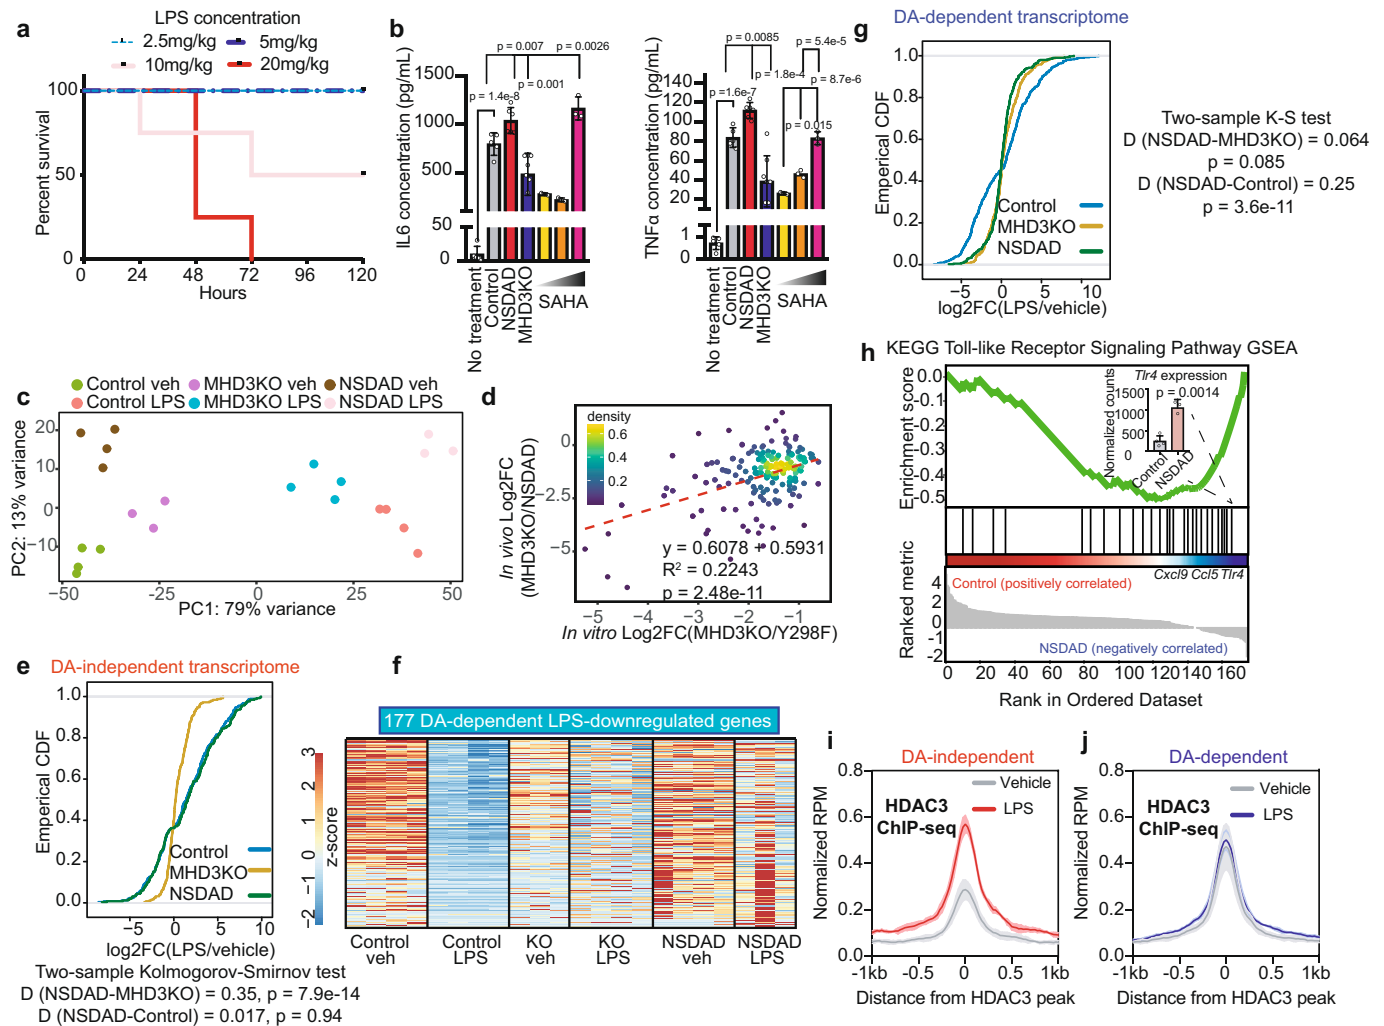 a
LPS concentration
2.5mg/kg
5mg/kg
10mg/kg
20mg/kg
Percent survival
100
50
0
0
24
48
72
96
120
Hours
b
IL6 concentration (pg/mL)
1500
1000
500
50
0
p = 0.007
p = 0.0026
p = 0.001
p = 1.4e-8
No treatment
Control
NSDAD
MHD3KO
SAHA
TNFα concentration (pg/mL)
140
120
100
80
60
40
20
1
0
p = 0.0085
p = 5.4e-5
p = 1.8e-4
p = 8.7e-6
p =1.6e-7
p = 0.015
No treatment
Control
NSDAD
MHD3KO
SAHA
c
Control veh
MHD3KO veh
NSDAD veh
Control LPS
MHD3KO LPS
NSDAD LPS
PC2: 13% variance
20
10
0
−10
−50
−25
0
25
50
PC1: 79% variance
d
In vivo Log2FC
(MHD3KO/NSDAD)
density
0.6
0.4
0.2
0
−2.5
−5
y = 0.6078 + 0.5931
R² = 0.2243
p = 2.48e-11
−5
−4
−3
−2
−1
In vitro Log2FC(MHD3KO/Y298F)
e
DA-independent transcriptome
Emperical CDF
1.0
0.8
0.6
0.4
0.2
0.0
Control
MHD3KO
NSDAD
−5
0
5
10
log2FC(LPS/vehicle)
Two-sample Kolmogorov-Smirnov test
D (NSDAD-MHD3KO) = 0.35, p = 7.9e-14
D (NSDAD-Control) = 0.017, p = 0.94
f
177 DA-dependent LPS-downregulated genes
3
2
1
0
−1
−2
z-score
Control
veh
Control
LPS
KO
veh
KO
LPS
NSDAD
veh
NSDAD
LPS
g
DA-dependent transcriptome
Emperical CDF
1.0
0.8
0.6
0.4
0.2
0.0
Control
MHD3KO
NSDAD
−5
0
5
10
log2FC(LPS/vehicle)
Two-sample K-S test
D (NSDAD-MHD3KO) = 0.064
p = 0.085
D (NSDAD-Control) = 0.25
p = 3.6e-11
h
KEGG Toll-like Receptor Signaling Pathway GSEA
Enrichment score
0.0
-0.1
-0.2
-0.3
-0.4
-0.5
Tlr4 expression
p = 0.0014
Normalized counts
1500
1000
500
0
Control
NSDAD
Cxcl9 Ccl5 Tlr4
Ranked metric
4
2
0
-1
-2
Control (positively correlated)
NSDAD (negatively correlated)
0
20
40
60
80
100
120
140
160
Rank in Ordered Dataset
i
DA-independent
Normalized RPM
0.8
0.6
0.4
0.2
0.0
HDAC3
ChIP-seq
Vehicle
LPS
-1kb
-0.5
0
0.5
1kb
Distance from HDAC3 peak
j
DA-dependent
Normalized RPM
0.8
0.6
0.4
0.2
0.0
HDAC3
ChIP-seq
Vehicle
LPS
-1kb
-0.5
0
0.5
1kb
Distance from HDAC3 peak